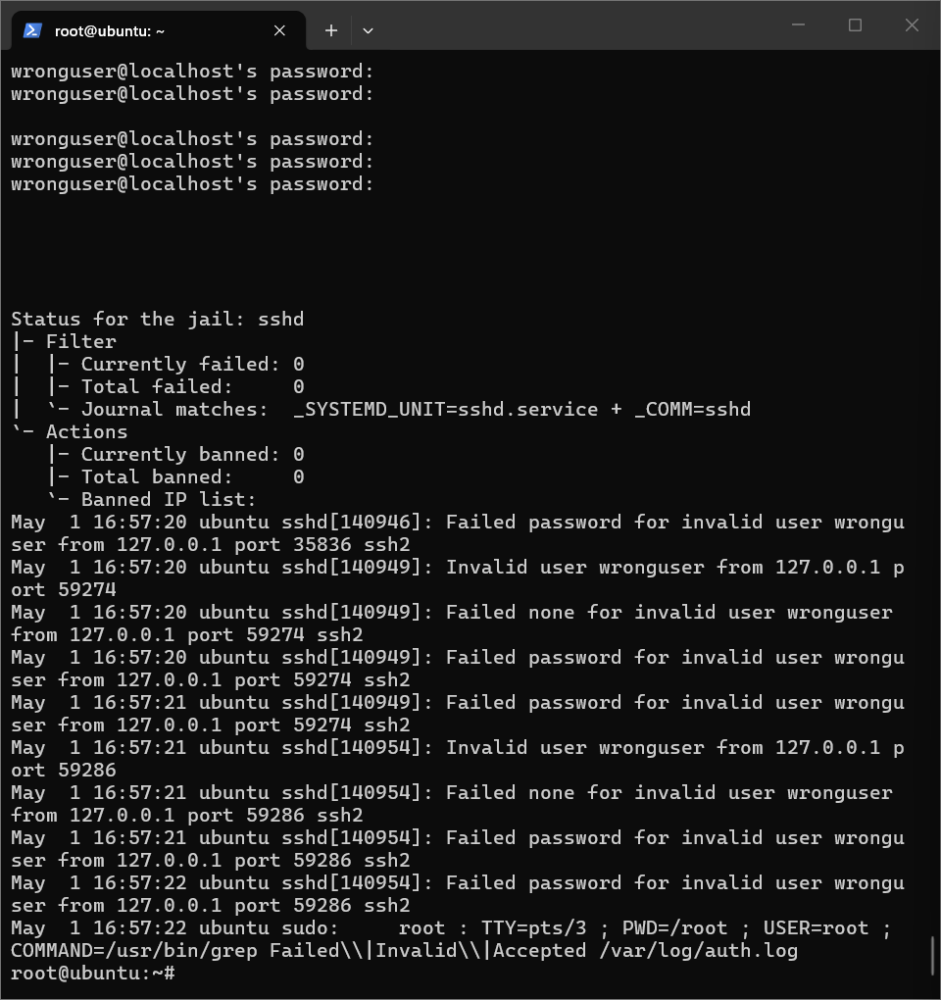 root@ubuntu: ~
wronguser@localhost's password:
wronguser@localhost's password:
wronguser@localhost's password:
wronguser@localhost's password:
wronguser@localhost's password:
Status for the jail: sshd
|- Filter
|  |- Currently failed: 0
|  |- Total failed:     0
|  `- Journal matches:  _SYSTEMD_UNIT=sshd.service + _COMM=sshd
`- Actions
   |- Currently banned: 0
   |- Total banned:     0
   `- Banned IP list:
May  1 16:57:20 ubuntu sshd[140946]: Failed password for invalid user wrongu
ser from 127.0.0.1 port 35836 ssh2
May  1 16:57:20 ubuntu sshd[140949]: Invalid user wronguser from 127.0.0.1 p
ort 59274
May  1 16:57:20 ubuntu sshd[140949]: Failed none for invalid user wronguser
from 127.0.0.1 port 59274 ssh2
May  1 16:57:20 ubuntu sshd[140949]: Failed password for invalid user wrongu
ser from 127.0.0.1 port 59274 ssh2
May  1 16:57:21 ubuntu sshd[140949]: Failed password for invalid user wrongu
ser from 127.0.0.1 port 59274 ssh2
May  1 16:57:21 ubuntu sshd[140954]: Invalid user wronguser from 127.0.0.1 p
ort 59286
May  1 16:57:21 ubuntu sshd[140954]: Failed none for invalid user wronguser
from 127.0.0.1 port 59286 ssh2
May  1 16:57:21 ubuntu sshd[140954]: Failed password for invalid user wrongu
ser from 127.0.0.1 port 59286 ssh2
May  1 16:57:22 ubuntu sshd[140954]: Failed password for invalid user wrongu
ser from 127.0.0.1 port 59286 ssh2
May  1 16:57:22 ubuntu sudo:     root : TTY=pts/3 ; PWD=/root ; USER=root ;
COMMAND=/usr/bin/grep Failed\\|Invalid\\|Accepted /var/log/auth.log
root@ubuntu:~#